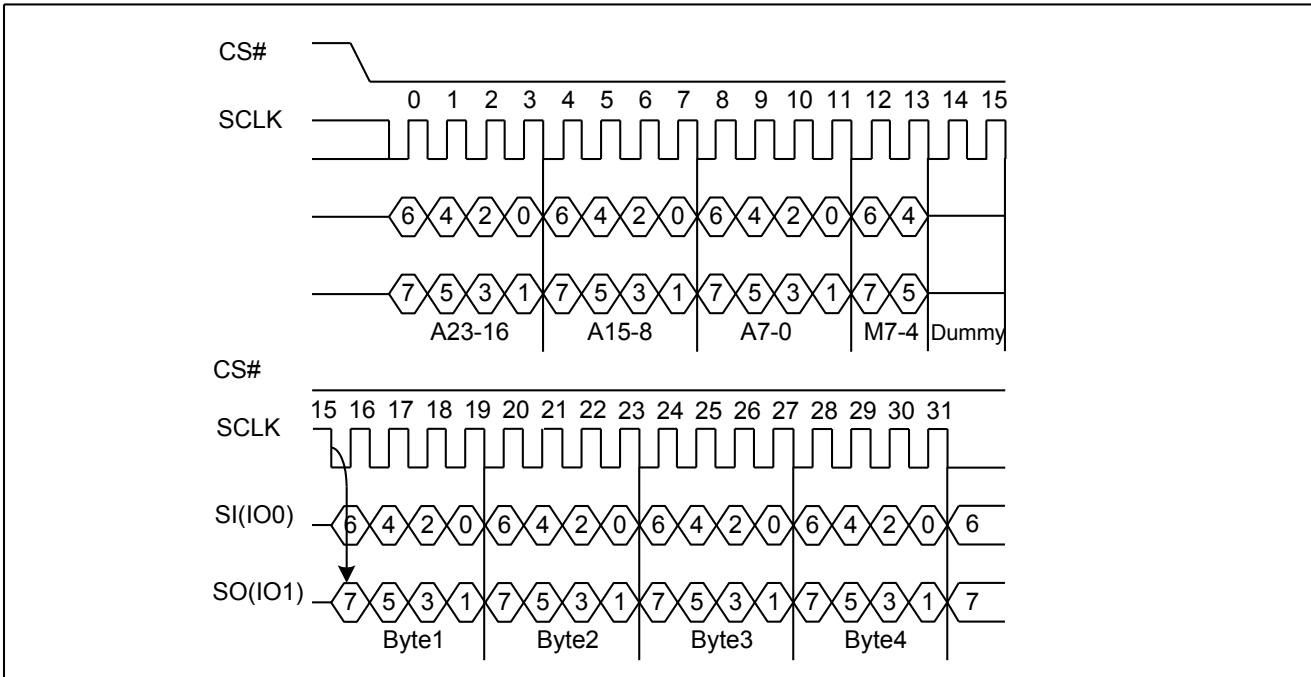 CS#
0 1 2 3 4 5 6 7 8 9 10 11 12 13 14 15
SCLK
6 4 2 0 6 4 2 0 6 4 2 0 6 4
7 5 3 1 7 5 3 1 7 5 3 1 7 5
A23-16 A15-8 A7-0 M7-4 Dummy
CS#
15 16 17 18 19 20 21 22 23 24 25 26 27 28 29 30 31
SCLK
SI(IO0) 6 4 2 0 6 4 2 0 6 4 2 0 6 4 2 0 6
SO(IO1) 7 5 3 1 7 5 3 1 7 5 3 1 7 5 3 1 7
Byte1 Byte2 Byte3 Byte4